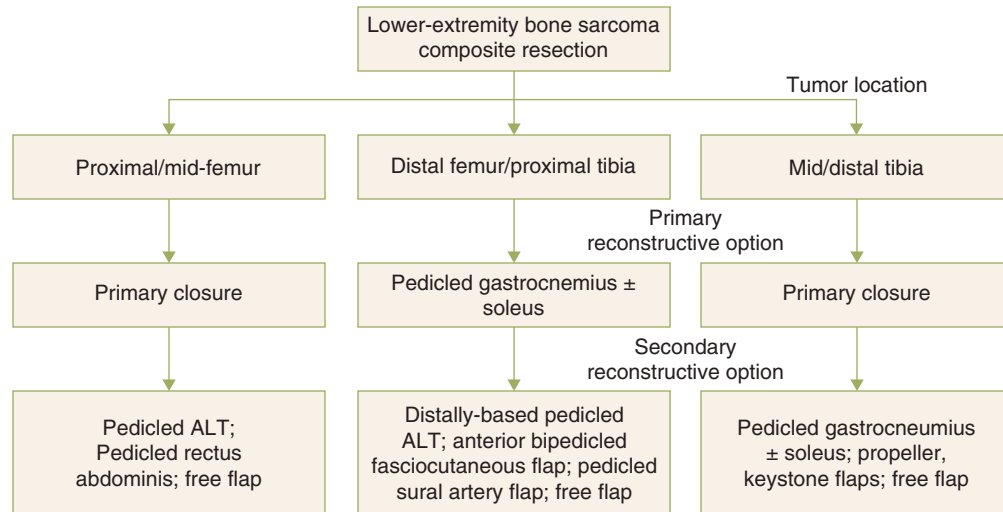 Lower-extremity bone sarcoma
composite resection
Tumor location
Proximal/mid-femur
Distal femur/proximal tibia
Mid/distal tibia
Primary
reconstructive option
Primary closure
Pedicled gastrocnemius ±
soleus
Primary closure
Secondary
reconstructive option
Pedicled ALT;
Pedicled rectus
abdominis; free flap
Distally-based pedicled
ALT; anterior bipedicled
fasciocutaneous flap; pedicled
sural artery flap; free flap
Pedicled gastrocneumius
± soleus; propeller,
keystone flaps; free flap